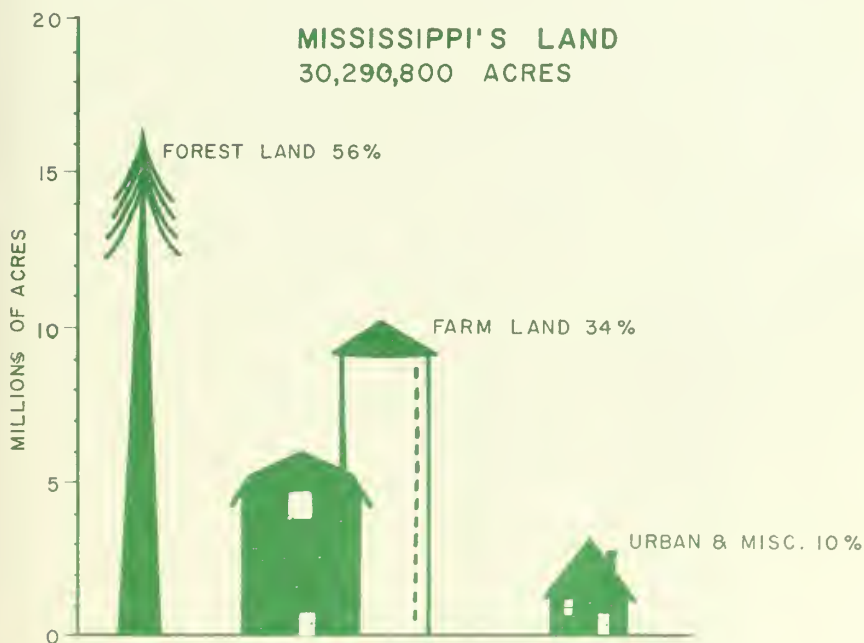 MISSISSIPPI'S LAND
30,290,800 ACRES
20
15
10
5
0
MILLIONS OF ACRES
FOREST LAND 56%
FARM LAND 34%
URBAN & MISC. 10%